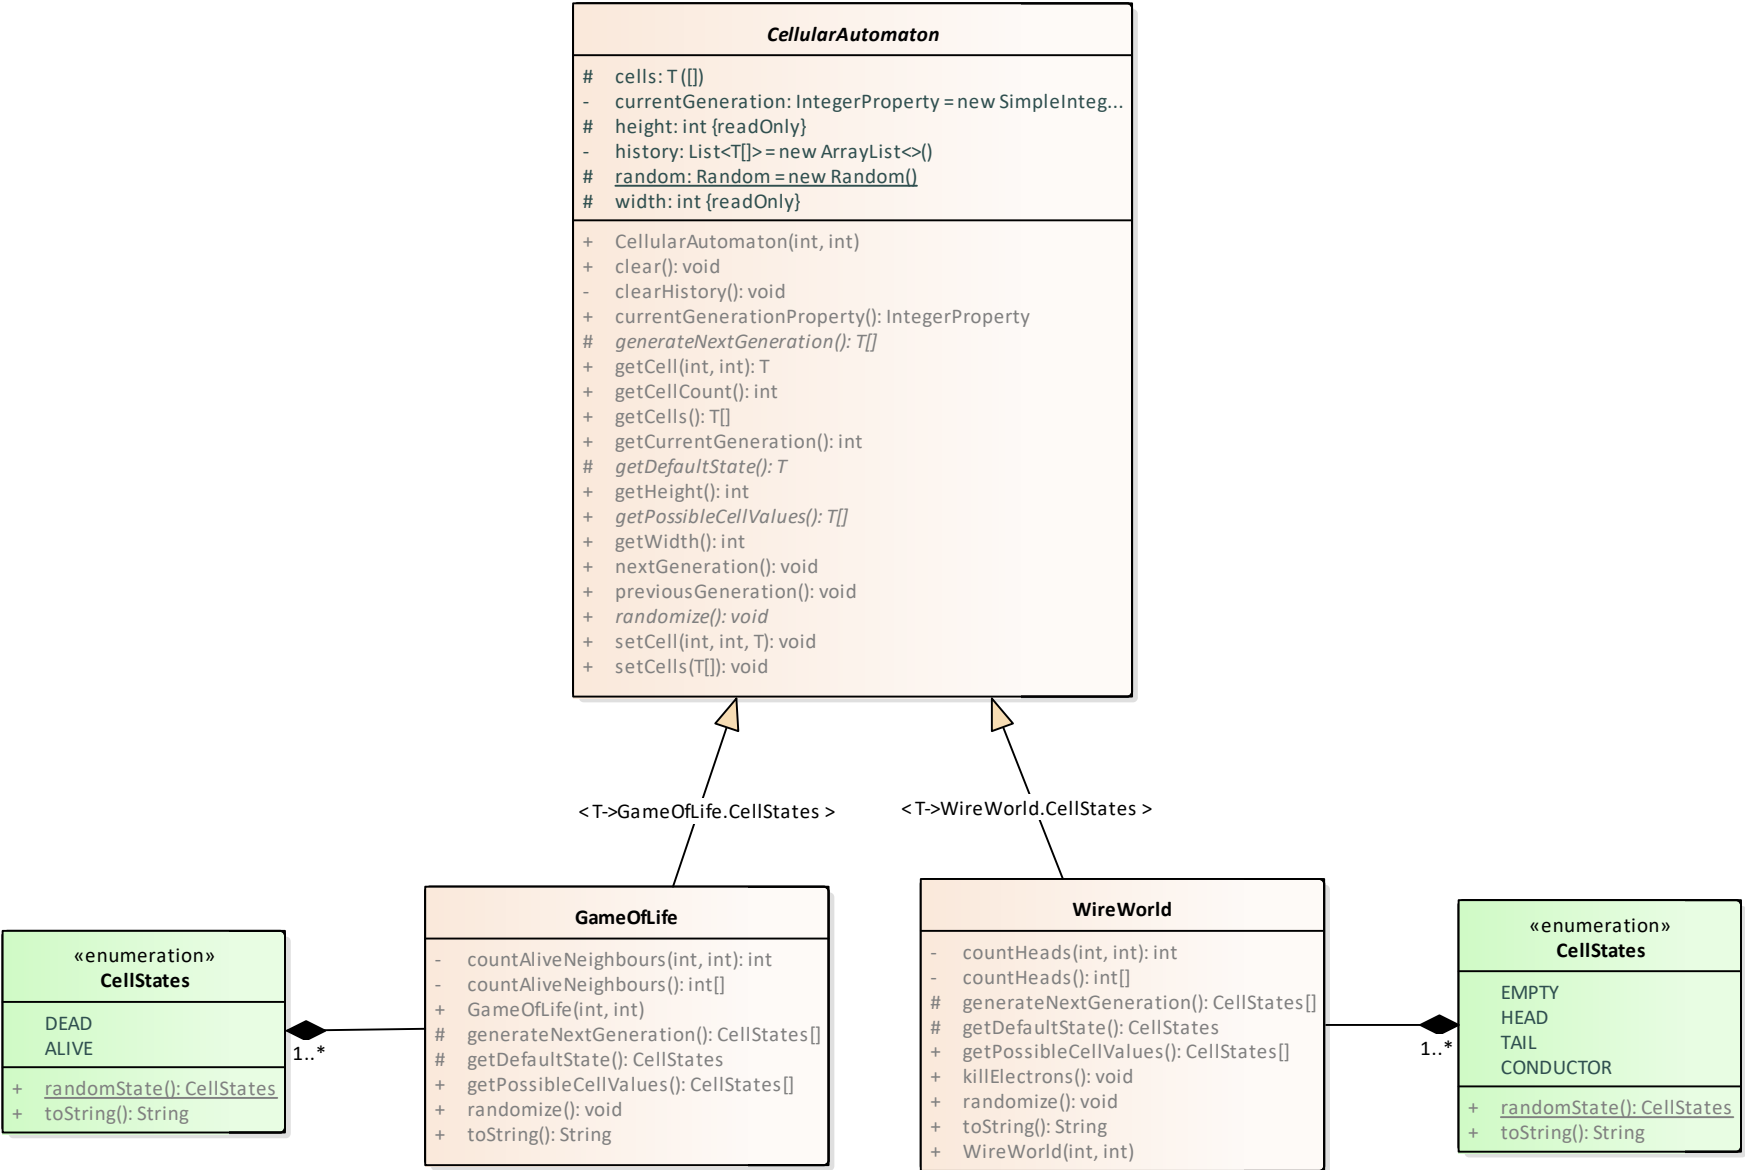 CellularAutomaton
# cells: T ([])
- currentGeneration: IntegerProperty = new SimpleInteg...
# height: int {readOnly}
- history: List<T[]> = new ArrayList<>()
# random: Random = new Random()
# width: int {readOnly}
+ CellularAutomaton(int, int)
+ clear(): void
- clearHistory(): void
+ currentGenerationProperty(): IntegerProperty
# generateNextGeneration(): T[]
+ getCell(int, int): T
+ getCellCount(): int
+ getCells(): T[]
+ getCurrentGeneration(): int
# getDefaultState(): T
+ getHeight(): int
+ getPossibleCellValues(): T[]
+ getWidth(): int
+ nextGeneration(): void
+ previousGeneration(): void
+ randomize(): void
+ setCell(int, int, T): void
+ setCells(T[]): void
< T->GameOfLife.CellStates >
< T->WireWorld.CellStates >
«enumeration»
CellStates
DEAD
ALIVE
+ randomState(): CellStates
+ toString(): String
1..*
GameOfLife
- countAliveNeighbours(int, int): int
- countAliveNeighbours(): int[]
+ GameOfLife(int, int)
# generateNextGeneration(): CellStates[]
# getDefaultState(): CellStates
+ getPossibleCellValues(): CellStates[]
+ randomize(): void
+ toString(): String
WireWorld
- countHeads(int, int): int
- countHeads(): int[]
# generateNextGeneration(): CellStates[]
# getDefaultState(): CellStates
+ getPossibleCellValues(): CellStates[]
+ killElectrons(): void
+ randomize(): void
+ toString(): String
+ WireWorld(int, int)
1..*
«enumeration»
CellStates
EMPTY
HEAD
TAIL
CONDUCTOR
+ randomState(): CellStates
+ toString(): String